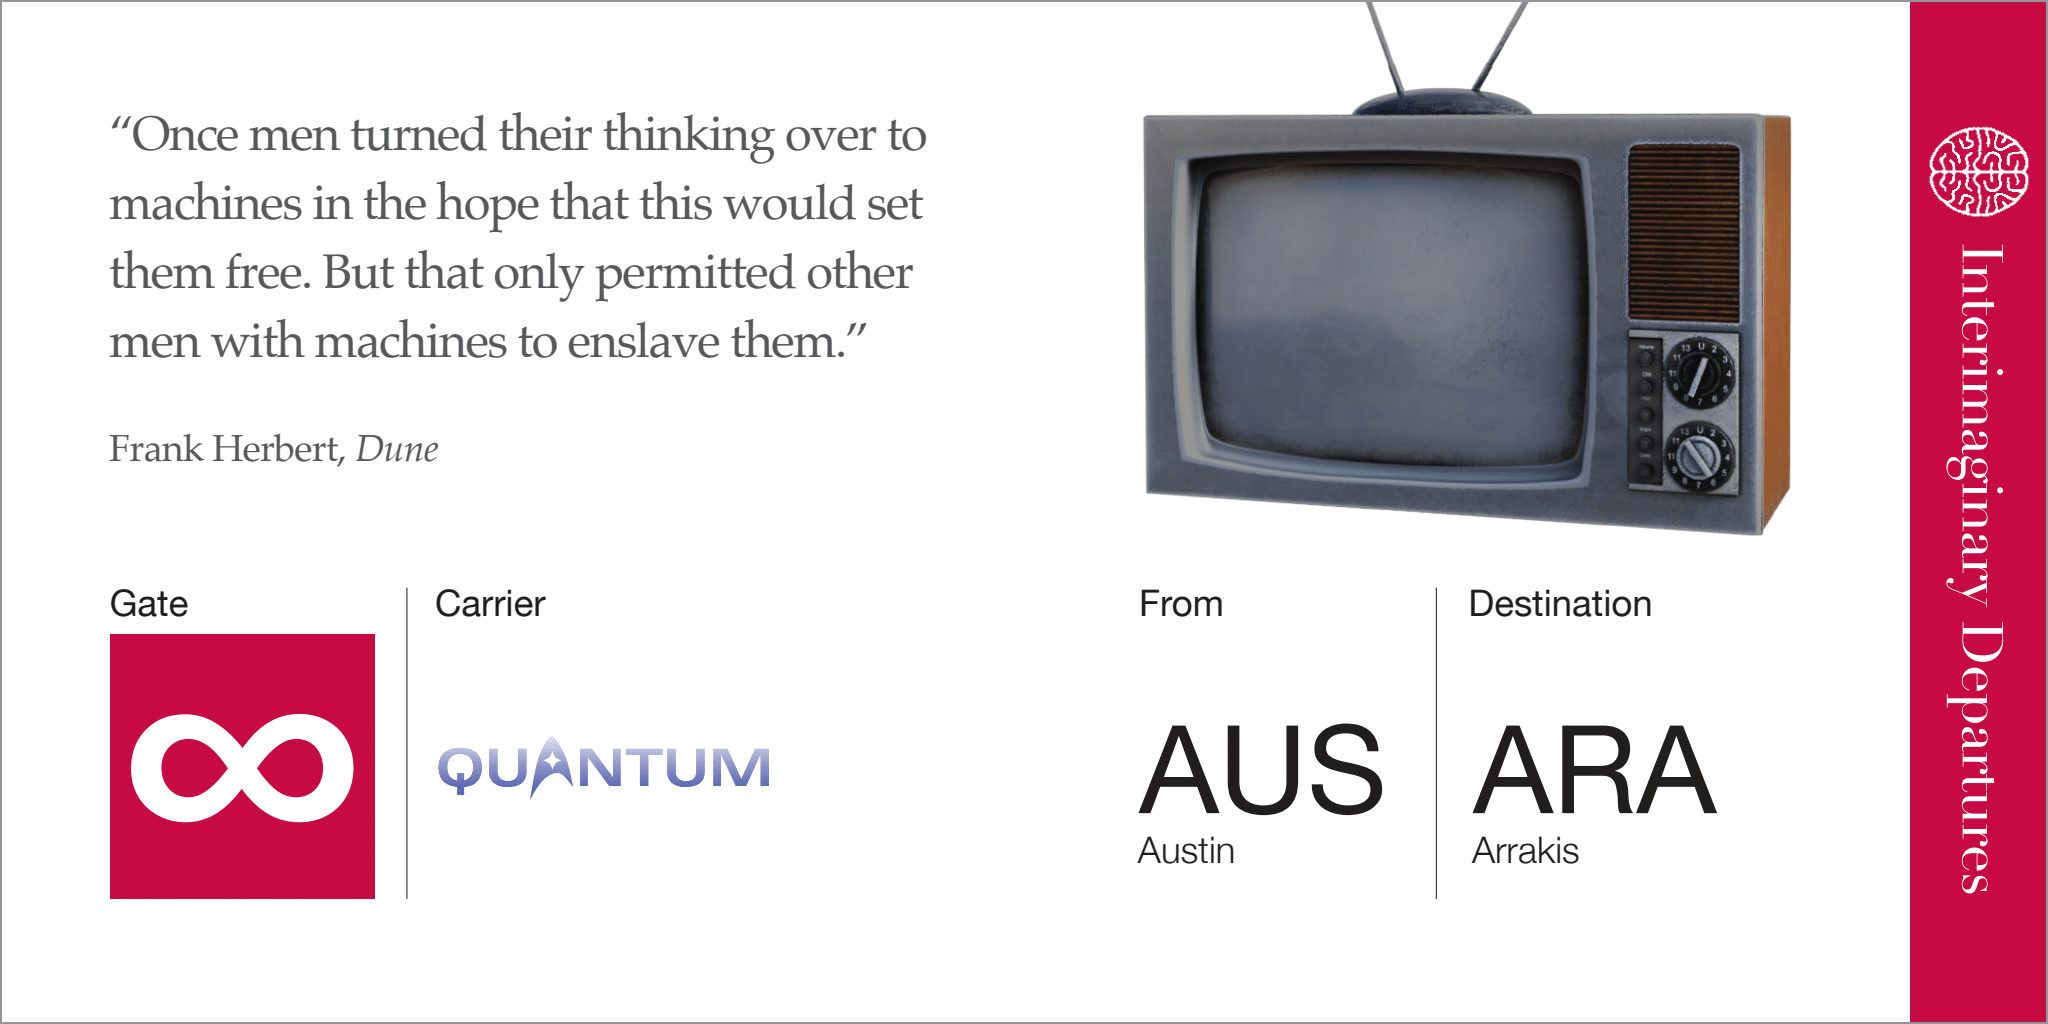 “Once men turned their thinking over to
machines in the hope that this would set
them free. But that only permitted other
men with machines to enslave them.”
Frank Herbert, Dune
Gate
Carrier
QUANTUM
From
AUS
Austin
Destination
ARA
Arrakis
Interimaginary Departures